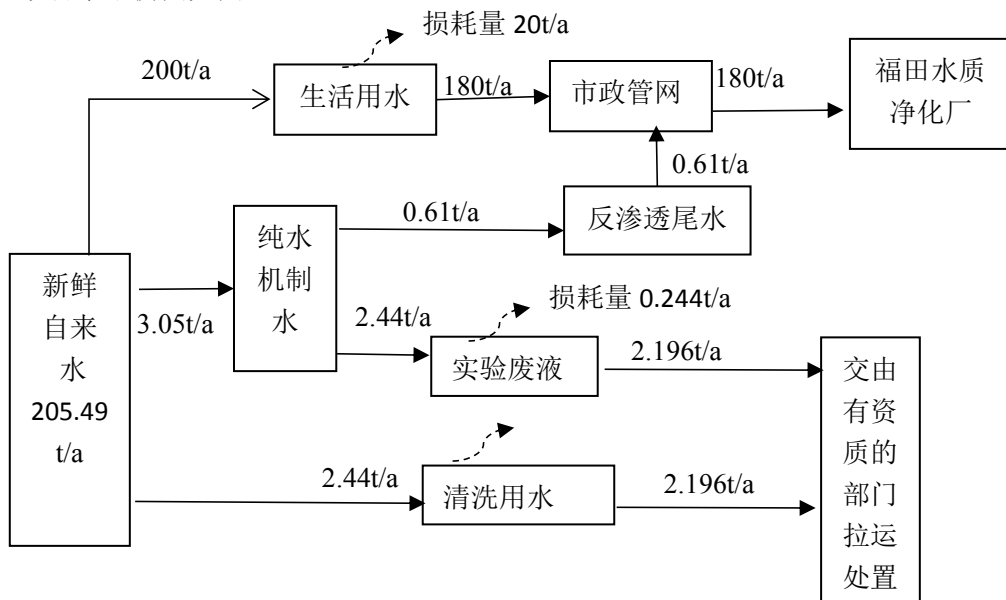 损耗量 20t/a
200t/a
生活用水
180t/a
市政管网
180t/a
福田水质
净化厂
0.61t/a
反渗透尾水
0.61t/a
纯水
机制
水
新鲜
自来
水
205.49
t/a
3.05t/a
2.44t/a
损耗量 0.244t/a
实验废液
2.196t/a
2.44t/a
清洗用水
2.196t/a
交由
有资
质的
部门
拉运
处置